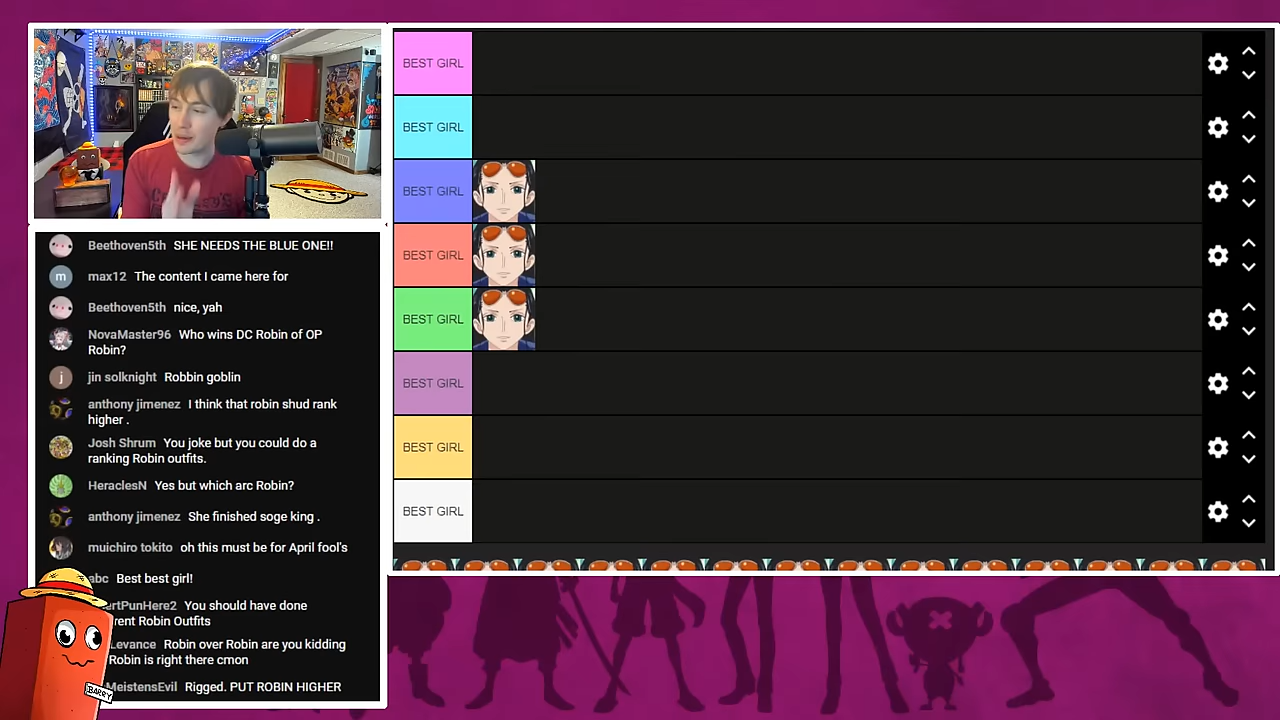 BEST GIRL
BEST GIRL
BEST GIRL
BEST GIRL
BEST GIRL
BEST GIRL
BEST GIRL
BEST GIRL
Beethoven5th SHE NEEDS THE BLUE ONE!!
m max12 The content I came here for
Beethoven5th nice, yah
NovaMaster96 Who wins DC Robin of OP
Robin?
j jin solknight Robbin goblin
anthony jimenez I think that robin shud rank
higher .
Josh Shrum You joke but you could do a
ranking Robin outfits.
HeraclesN Yes but which arc Robin?
anthony jimenez She finished soge king .
muichiro tokito oh this must be for April fool's
abc Best best girl!
ertPunHere2 You should have done
rent Robin Outfits
Levance Robin over Robin are you kidding
Robin is right there cmon
MeistensEvil Rigged. PUT ROBIN HIGHER
BARRY